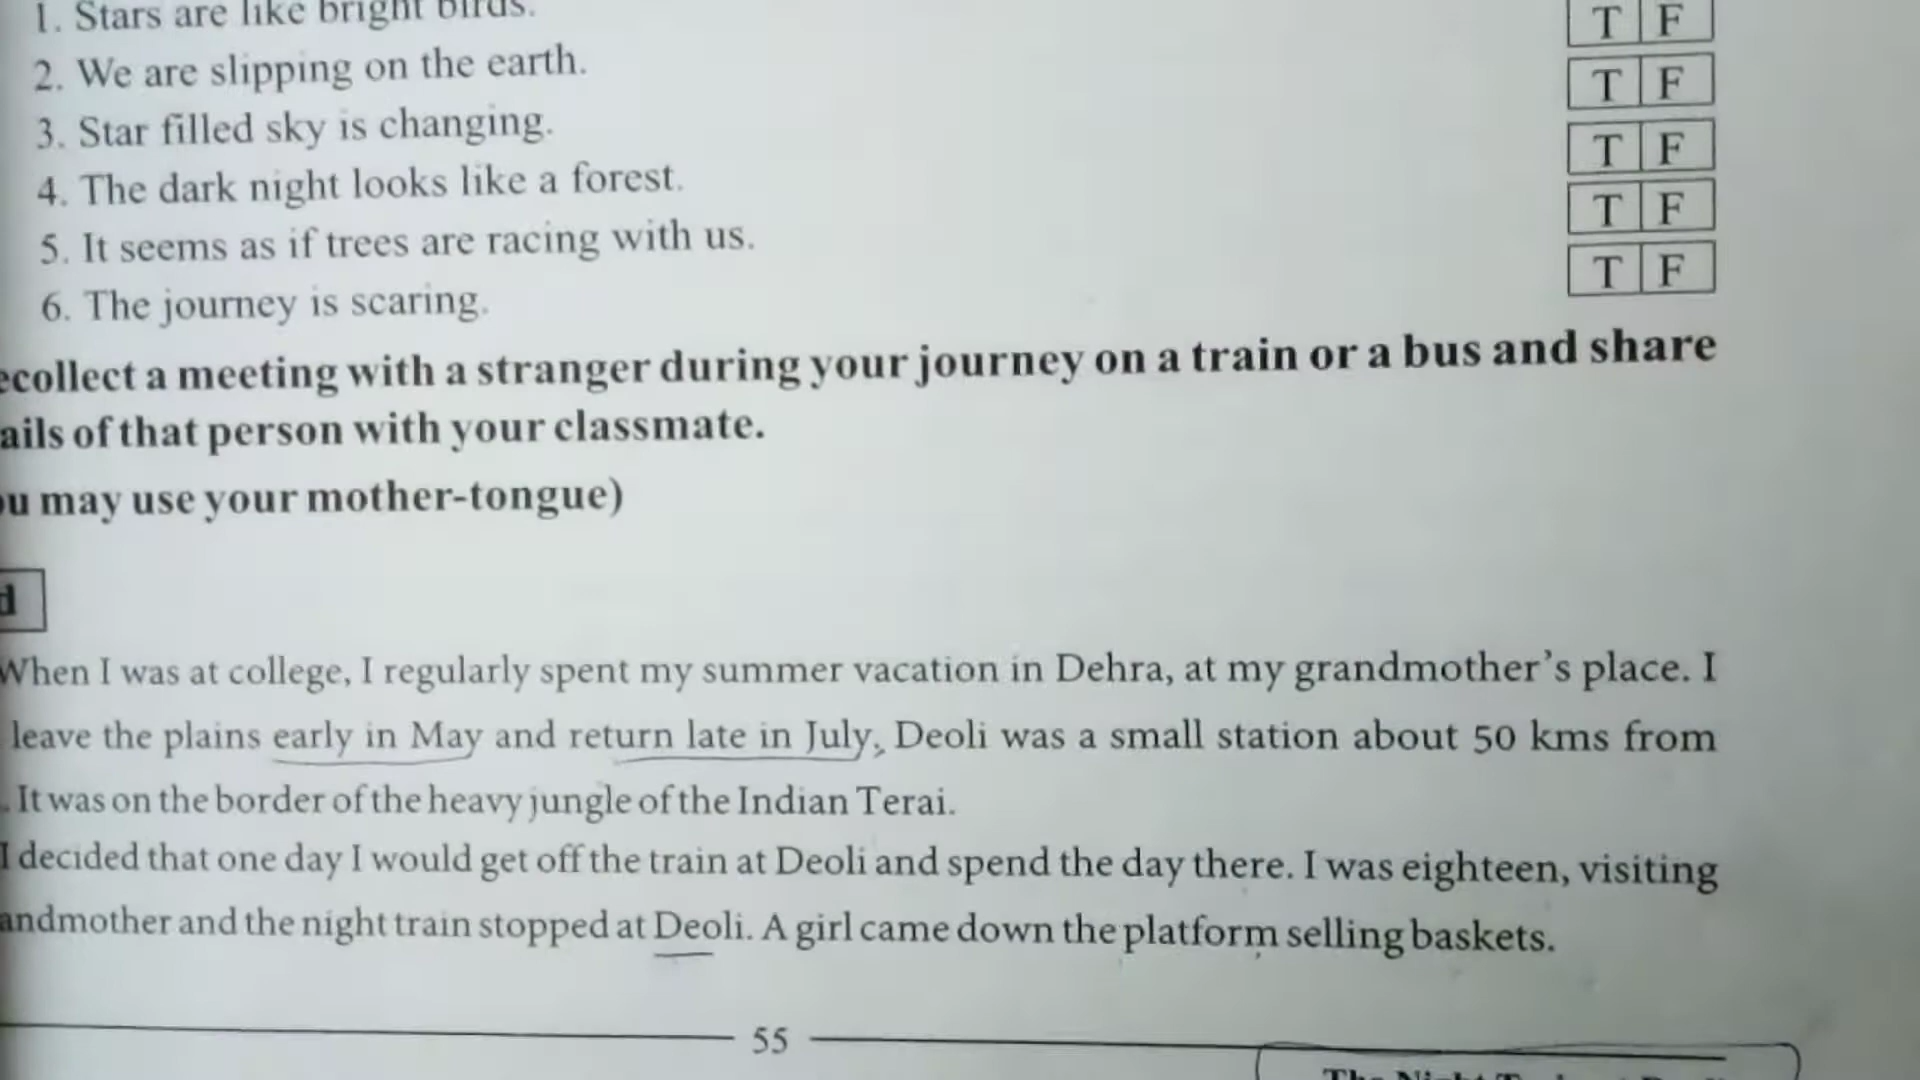 1. Stars are like bright birds.
T F
2. We are slipping on the earth.
T F
3. Star filled sky is changing.
T F
4. The dark night looks like a forest.
T F
5. It seems as if trees are racing with us.
T F
6. The journey is scaring.
ecollect a meeting with a stranger during your journey on a train or a bus and share
ails of that person with your classmate.
ou may use your mother-tongue)
d
When I was at college, I regularly spent my summer vacation in Dehra, at my grandmother's place. I
leave the plains early in May and return late in July. Deoli was a small station about 50 kms from
. It was on the border of the heavy jungle of the Indian Terai.
I decided that one day I would get off the train at Deoli and spend the day there. I was eighteen, visiting
andmother and the night train stopped at Deoli. A girl came down the platform selling baskets.
55